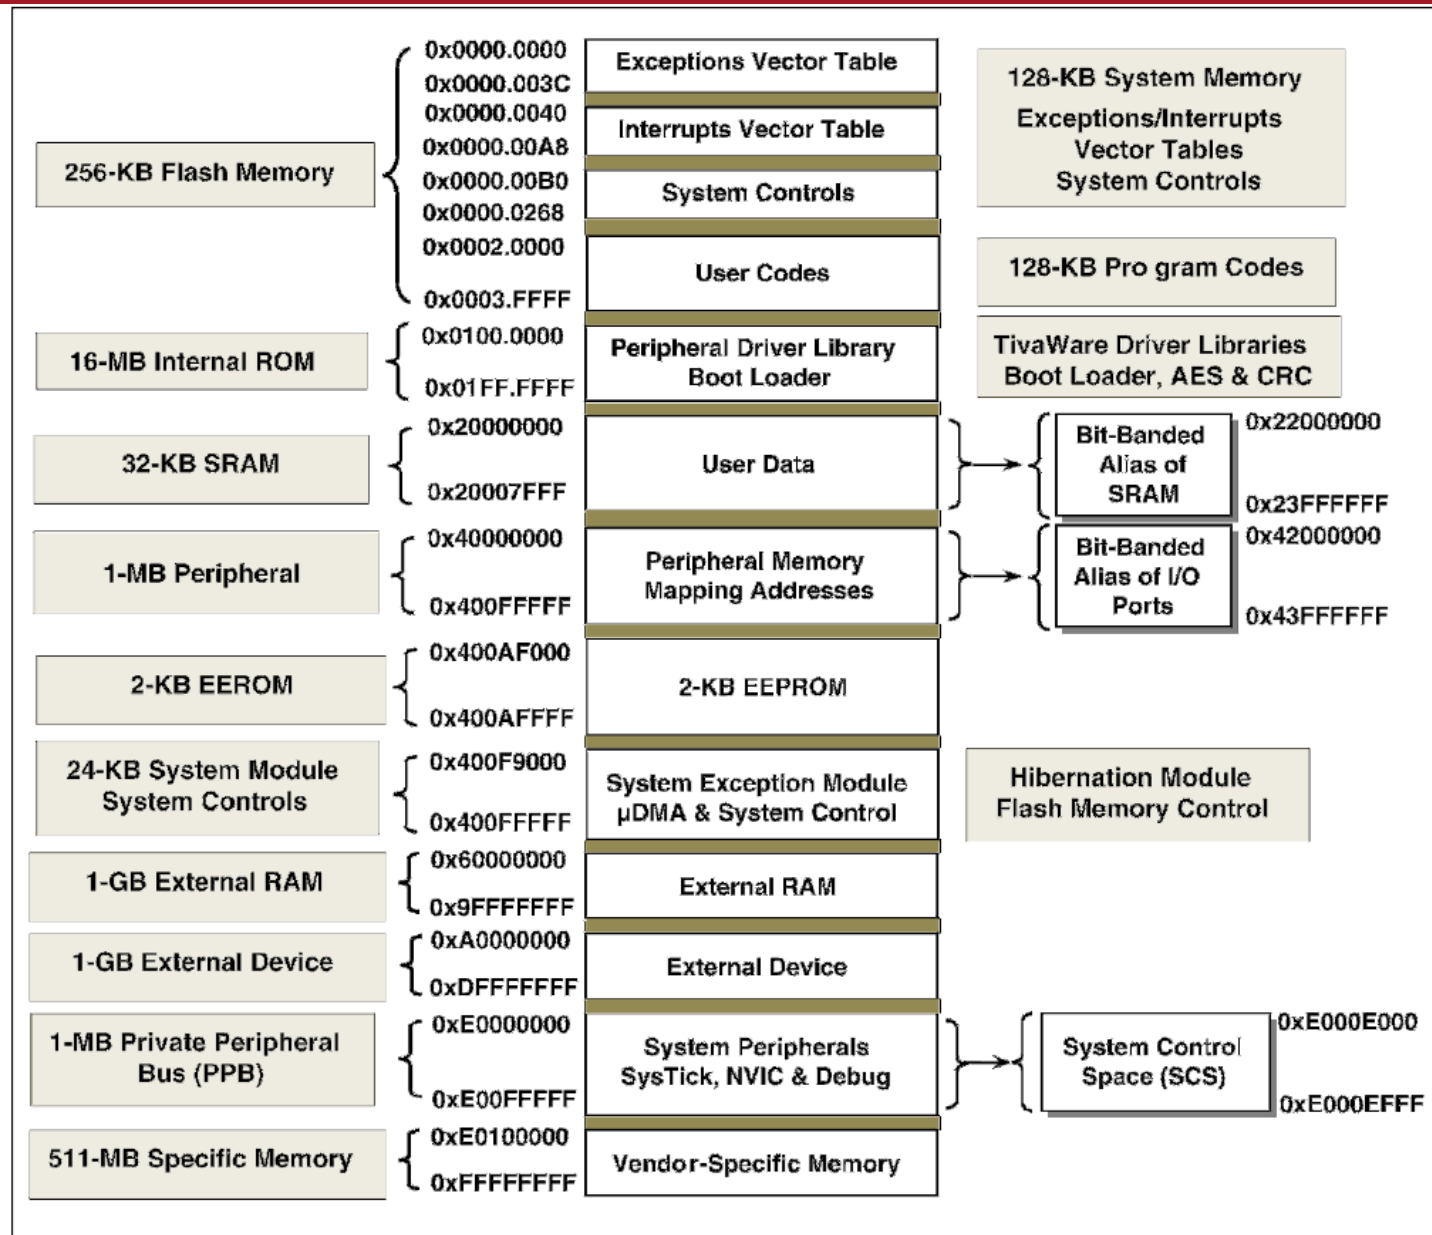 0x0000.0000
Exceptions Vector Table
0x0000.003C
0x0000.0040
Interrupts Vector Table
0x0000.00A8
256-KB Flash Memory
0x0000.00B0
System Controls
0x0000.0268
0x0002.0000
User Codes
0x0003.FFFF
128-KB System Memory
Exceptions/Interrupts
Vector Tables
System Controls
128-KB Pro gram Codes
16-MB Internal ROM
0x0100.0000
0x01FF.FFFF
Peripheral Driver Library
Boot Loader
TivaWare Driver Libraries
Boot Loader, AES & CRC
32-KB SRAM
0x20000000
0x20007FFF
User Data
Bit-Banded
Alias of
SRAM
0x22000000
0x23FFFFFF
1-MB Peripheral
0x40000000
0x400FFFFF
Peripheral Memory
Mapping Addresses
Bit-Banded
Alias of I/O
Ports
0x42000000
0x43FFFFFF
2-KB EEROM
0x400AF000
0x400AFFFF
2-KB EEPROM
24-KB System Module
System Controls
0x400F9000
0x400FFFFF
System Exception Module
µDMA & System Control
Hibernation Module
Flash Memory Control
1-GB External RAM
0x60000000
0x9FFFFFFF
External RAM
1-GB External Device
0xA0000000
0xDFFFFFFF
External Device
1-MB Private Peripheral
Bus (PPB)
0xE0000000
0xE00FFFFF
System Peripherals
SysTick, NVIC & Debug
System Control
Space (SCS)
0xE000E000
0xE000EFFF
511-MB Specific Memory
0xE0100000
0xFFFFFFFF
Vendor-Specific Memory